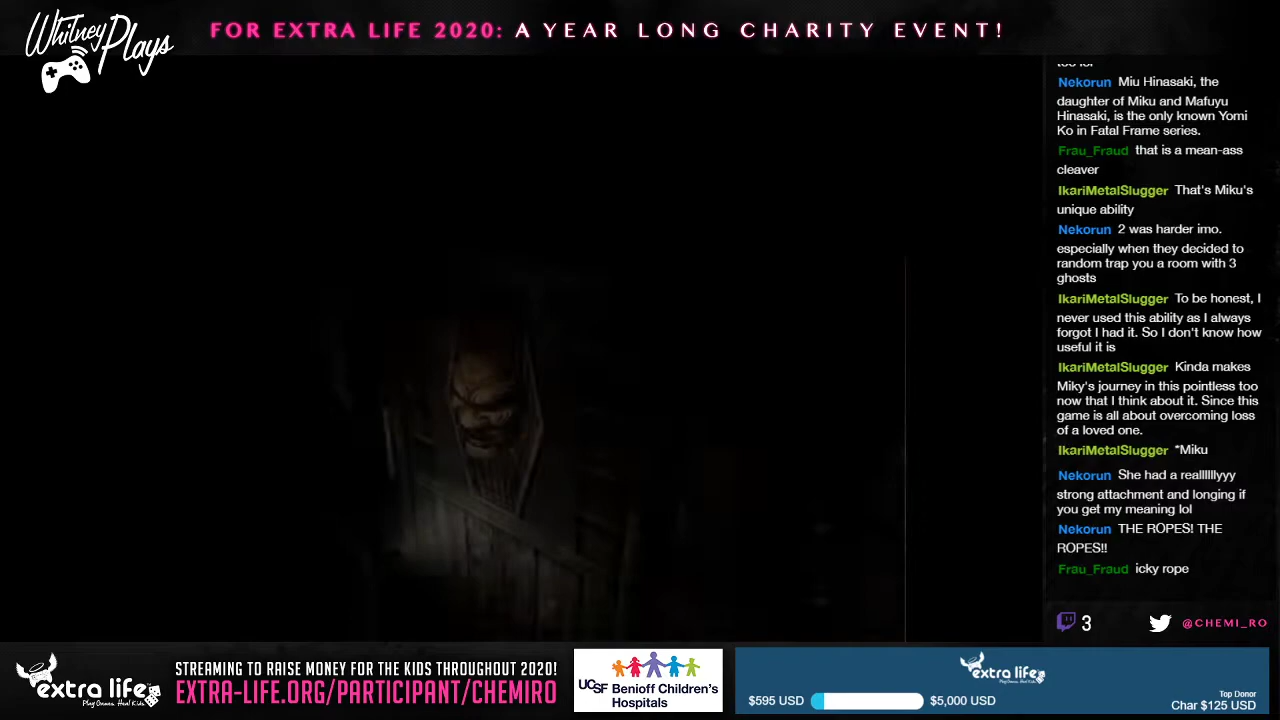 Whitney Plays
FOR EXTRA LIFE 2020: A YEAR LONG CHARITY EVENT!
too lol
Nekorun Miu Hinasaki, the
daughter of Miku and Mafuyu
Hinasaki, is the only known Yomi
Ko in Fatal Frame series.
Frau_Fraud that is a mean-ass
cleaver
IkariMetalSlugger That's Miku's
unique ability
Nekorun 2 was harder imo.
especially when they decided to
random trap you a room with 3
ghosts
IkariMetalSlugger To be honest, I
never used this ability as I always
forgot I had it. So I don't know how
useful it is
IkariMetalSlugger Kinda makes
Miky's journey in this pointless too
now that I think about it. Since this
game is all about overcoming loss
of a loved one.
IkariMetalSlugger *Miku
Nekorun She had a reallllllyyy
strong attachment and longing if
you get my meaning lol
Nekorun THE ROPES! THE
ROPES!!
Frau_Fraud icky rope
3 @CHEMI_RO
extra life
Play Games. Heal Kids.
STREAMING TO RAISE MONEY FOR THE KIDS THROUGHOUT 2020!
EXTRA-LIFE.ORG/PARTICIPANT/CHEMIRO
UCSF Benioff Children's
Hospitals
extra life
$595 USD $5,000 USD
Top Donor
Char $125 USD